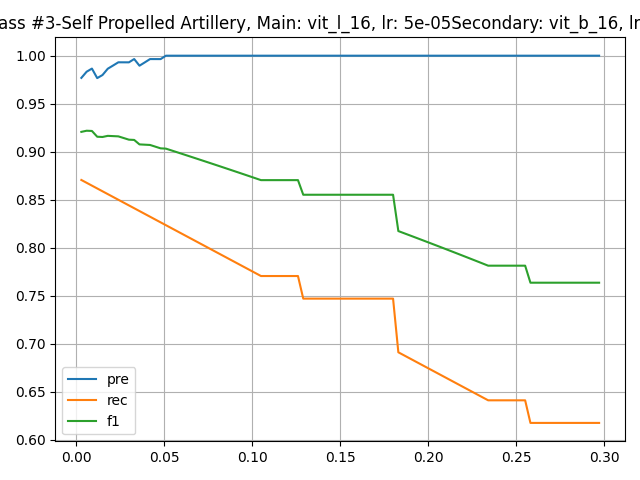 ass #3-Self Propelled Artillery, Main: vit_l_16, lr: 5e-05Secondary: vit_b_16, lr
1.00
0.95
0.90
0.85
0.80
0.75
0.70
0.65
0.60
pre
rec
f1
0.00 0.05 0.10 0.15 0.20 0.25 0.30